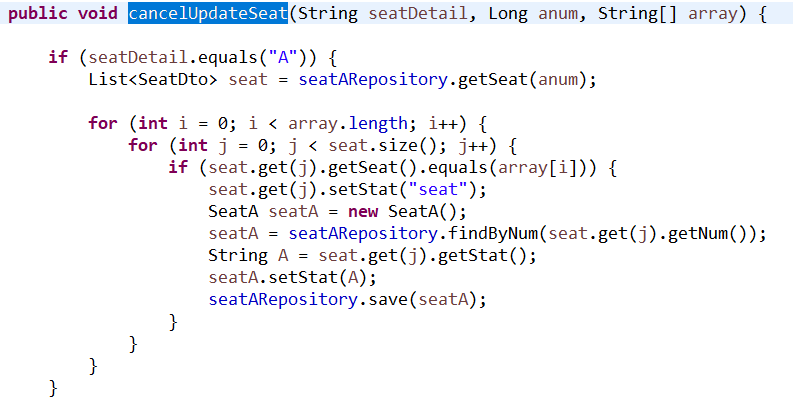 public void cancelUpdateSeat(String seatDetail, Long anum, String[] array) {
if (seatDetail.equals("A")) {
List<SeatDto> seat = seatARepository.getSeat(anum);
for (int i = 0; i < array.length; i++) {
for (int j = 0; j < seat.size(); j++) {
if (seat.get(j).getSeat().equals(array[i])) {
seat.get(j).setStat("seat");
SeatA seatA = new SeatA();
seatA = seatARepository.findByNum(seat.get(j).getNum());
String A = seat.get(j).getStat();
seatA.setStat(A);
seatARepository.save(seatA);
}
}
}
}